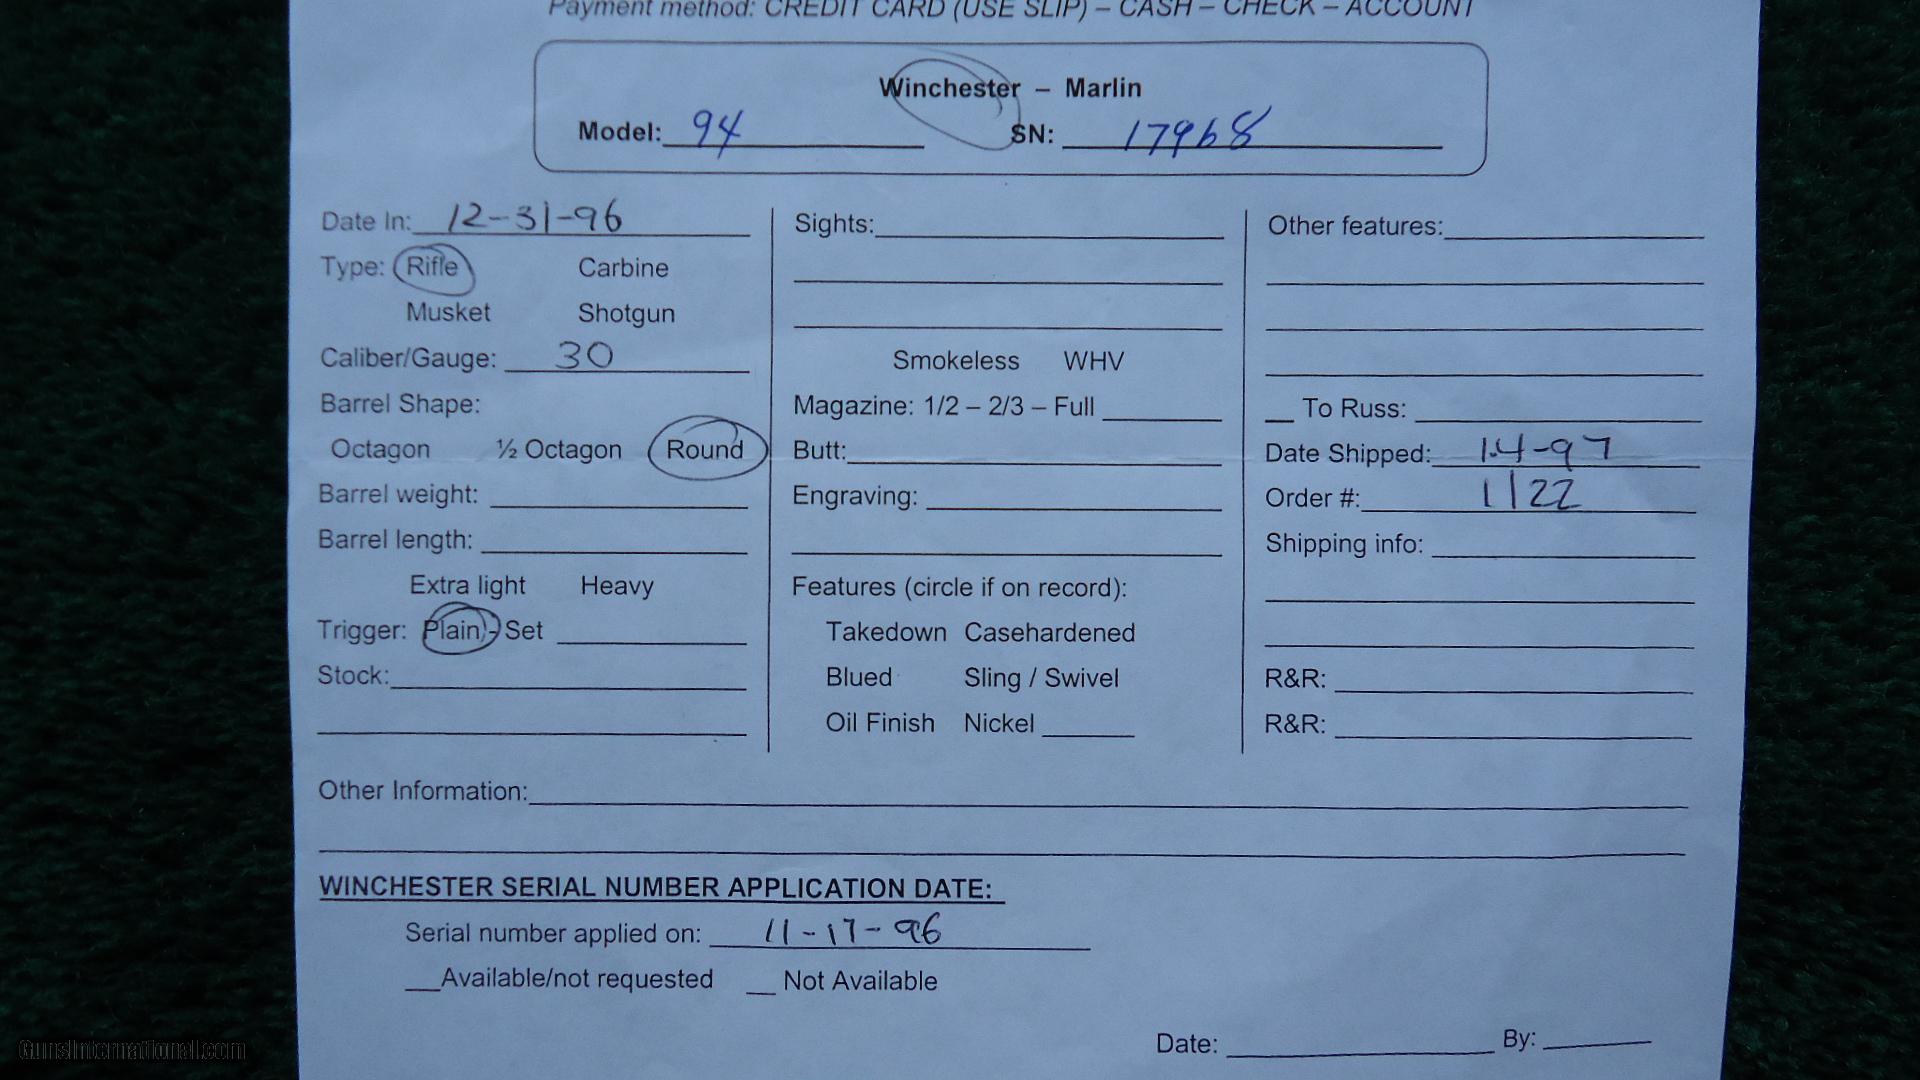 Payment method: CREDIT CARD (USE SLIP) – CASH – CHECK – ACCOUNT
Winchester – Marlin
Model: 94 SN: 17968
Date In: 12-31-96
Type: Rifle Carbine
Musket Shotgun
Caliber/Gauge: 30
Barrel Shape:
Octagon ½ Octagon Round
Barrel weight:
Barrel length:
Extra light Heavy
Trigger: Plain - Set
Stock:
Sights:
Smokeless WHV
Magazine: 1/2 – 2/3 – Full
Butt:
Engraving:
Features (circle if on record):
Takedown Casehardened
Blued Sling / Swivel
Oil Finish Nickel
Other features:
To Russ:
Date Shipped: 1-4-97
Order #: 1122
Shipping info:
R&R:
R&R:
Other Information:
WINCHESTER SERIAL NUMBER APPLICATION DATE:
Serial number applied on: 11-17-96
Available/not requested Not Available
Date: By:
GunsInternational.com